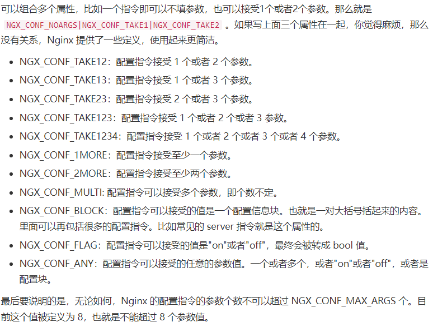 可以组合多个属性，比如一个指令即可以不填参数，也可以接受1个或者2个参数。那么就是
NGX_CONF_NOARGS|NGX_CONF_TAKE1|NGX_CONF_TAKE2 。如果写上面三个属性在一起，你觉得麻烦，那么
没有关系，Nginx 提供了一些定义，使用起来更简洁。
• NGX_CONF_TAKE12：配置指令接受 1 个或者 2 个参数。
• NGX_CONF_TAKE13：配置指令接受 1 个或者 3 个参数。
• NGX_CONF_TAKE23：配置指令接受 2 个或者 3 个参数。
• NGX_CONF_TAKE123：配置指令接受 1 个或者 2 个或者 3 参数。
• NGX_CONF_TAKE1234：配置指令接受 1 个或者 2 个或者 3 个或者 4 个参数。
• NGX_CONF_1MORE：配置指令接受至少一个参数。
• NGX_CONF_2MORE：配置指令接受至少两个参数。
• NGX_CONF_MULTI: 配置指令可以接受多个参数，即个数不定。
• NGX_CONF_BLOCK：配置指令可以接受的值是一个配置信息块。也就是一对大括号括起来的内容。
里面可以再包括很多的配置指令。比如常见的 server 指令就是这个属性的。
• NGX_CONF_FLAG：配置指令可以接受的值是"on"或者"off"，最终会被转成 bool 值。
• NGX_CONF_ANY：配置指令可以接受的任意的参数值。一个或者多个，或者"on"或者"off"，或者是
配置块。
最后要说明的是，无论如何，Nginx 的配置指令的参数个数不可以超过 NGX_CONF_MAX_ARGS 个。目
前这个值被定义为 8，也就是不能超过 8 个参数值。